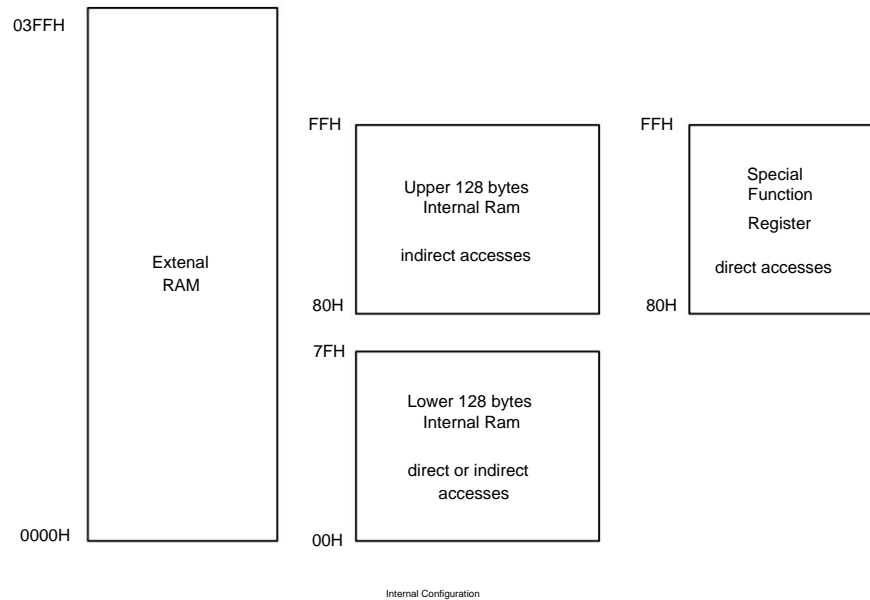 03FFH
Extenal
RAM
0000H
FFH
Upper 128 bytes
Internal Ram
indirect accesses
80H
7FH
Lower 128 bytes
Internal Ram
direct or indirect
accesses
00H
FFH
Special
Function
Register
direct accesses
80H
Internal Configuration